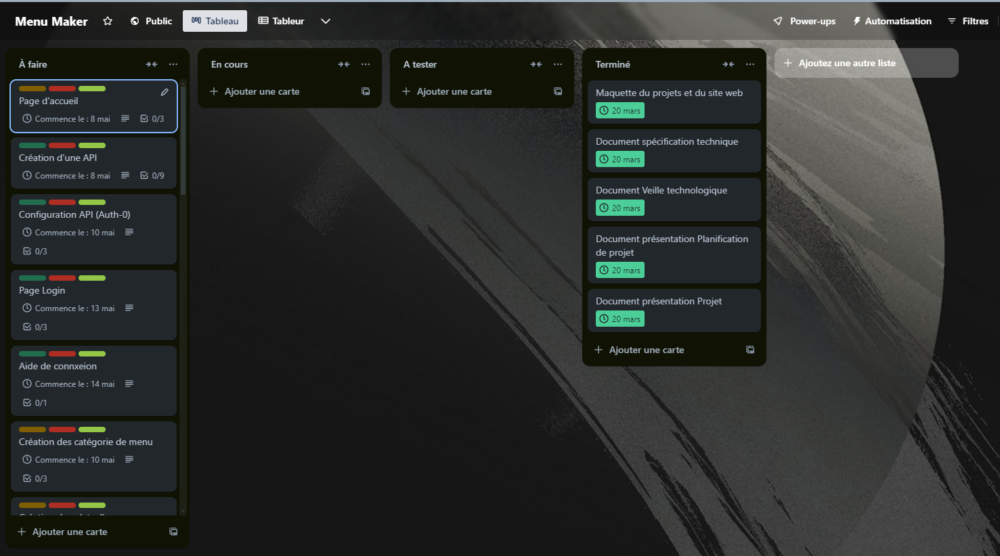 Menu Maker
Public
Tableau
Tableur
Power-ups
Automatisation
Filtres
À faire
Page d'accueil
Commence le : 8 mai
0/3
Création d'une API
Commence le : 8 mai
0/9
Configuration API (Auth-0)
Commence le : 10 mai
0/3
Page Login
Commence le : 13 mai
0/3
Aide de connxeion
Commence le : 14 mai
0/1
Création des catégorie de menu
Commence le : 10 mai
0/3
Ajouter une carte
En cours
Ajouter une carte
A tester
Ajouter une carte
Terminé
Maquette du projets et du site web
20 mars
Document spécification technique
20 mars
Document Veille technologique
20 mars
Document présentation Planification
de projet
20 mars
Document présentation Projet
20 mars
Ajouter une carte
Ajoutez une autre liste